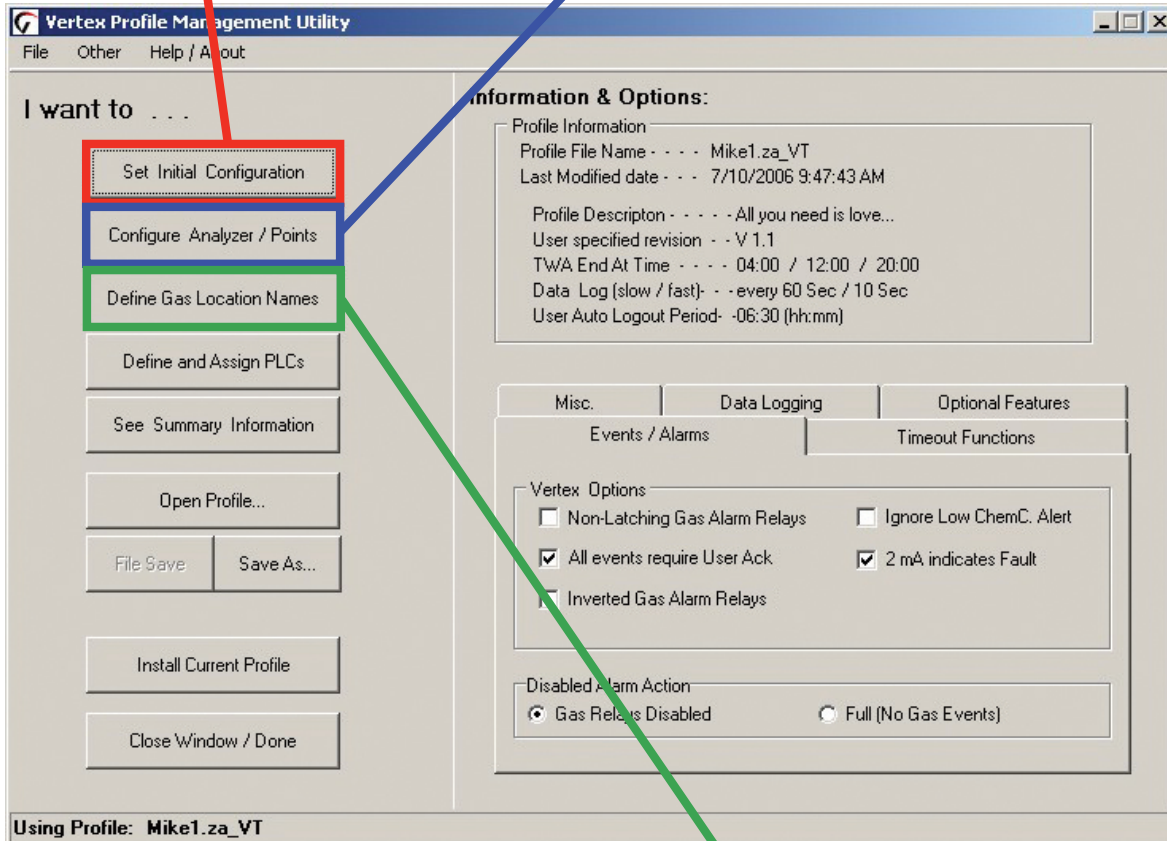 Vertex Profile Management Utility
File Other Help / About
I want to . . .
Set Initial Configuration
Configure Analyzer / Points
Define Gas Location Names
Define and Assign PLCs
See Summary Information
Open Profile...
File Save Save As...
Install Current Profile
Close Window / Done
Information & Options:
Profile Information
Profile File Name - - - - Mike1.za_VT
Last Modified date - - - 7/10/2006 9:47:43 AM
Profile Descripton - - - - - All you need is love...
User specified revision - - V 1.1
TWA End At Time - - - - 04:00 / 12:00 / 20:00
Data Log (slow / fast)- - - every 60 Sec / 10 Sec
User Auto Logout Period- -06:30 (hh:mm)
Misc. Data Logging Optional Features
Events / Alarms Timeout Functions
Vertex Options
Non-Latching Gas Alarm Relays Ignore Low ChemC. Alert
All events require User Ack 2 mA indicates Fault
Inverted Gas Alarm Relays
Disabled Alarm Action
Gas Relays Disabled Full (No Gas Events)
Using Profile: Mike1.za_VT